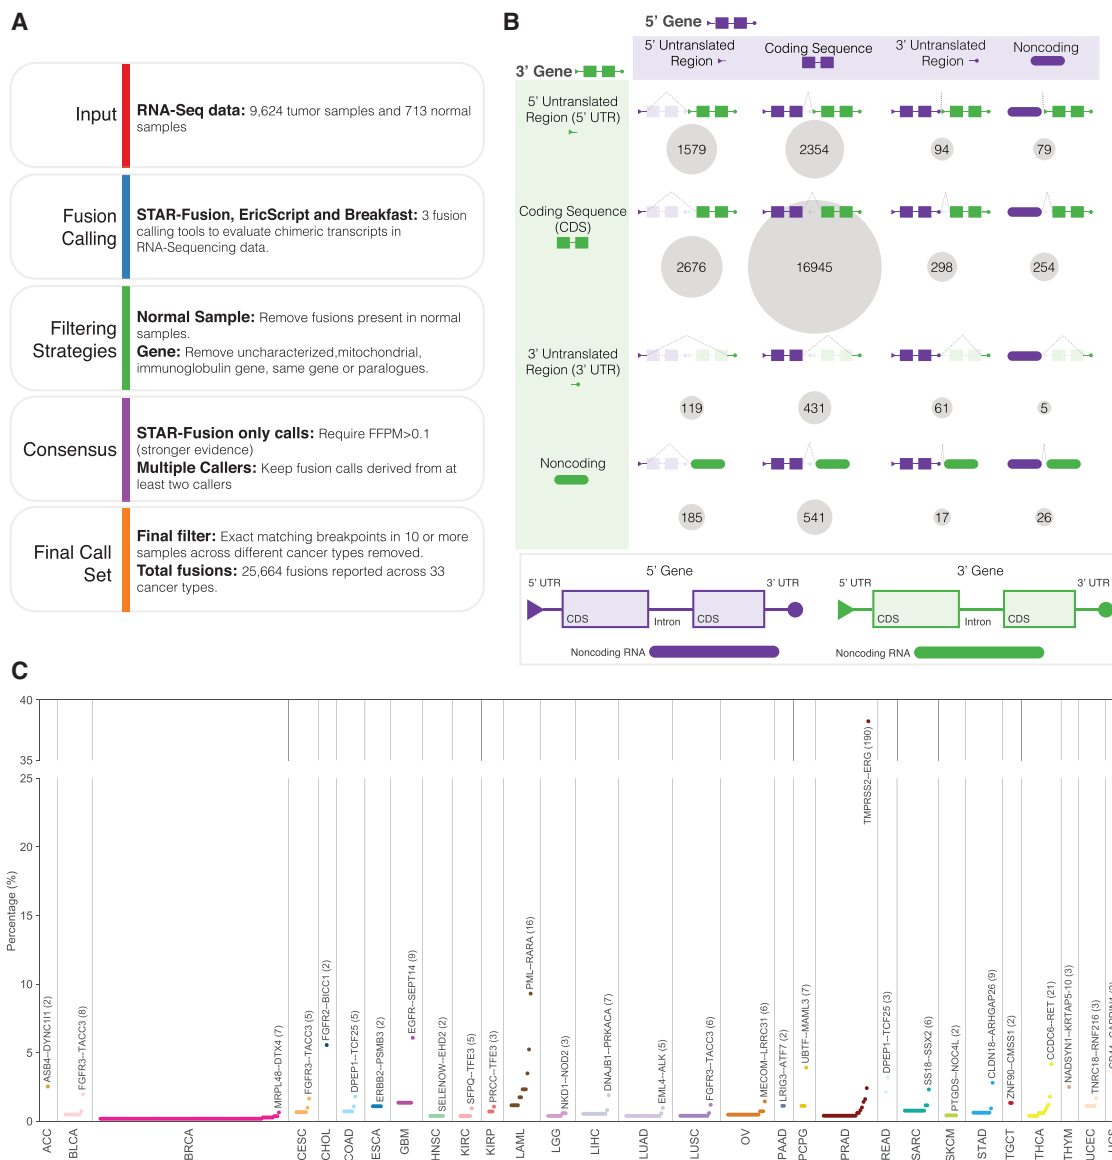 A
Input
RNA-Seq data: 9,624 tumor samples and 713 normal
samples
Fusion
Calling
STAR-Fusion, EricScript and Breakfast: 3 fusion
calling tools to evaluate chimeric transcripts in
RNA-Sequencing data.
Filtering
Strategies
Normal Sample: Remove fusions present in normal
samples.
Gene: Remove uncharacterized,mitochondrial,
immunoglobulin gene, same gene or paralogues.
Consensus
STAR-Fusion only calls: Require FFPM>0.1
(stronger evidence)
Multiple Callers: Keep fusion calls derived from at
least two callers
Final Call
Set
Final filter: Exact matching breakpoints in 10 or more
samples across different cancer types removed.
Total fusions: 25,664 fusions reported across 33
cancer types.
B
5' Gene
5' Untranslated
Region
Coding Sequence
3' Untranslated
Region
Noncoding
3' Gene
5' Untranslated
Region (5' UTR)
1579
2354
94
79
Coding Sequence
(CDS)
2676
16945
298
254
3' Untranslated
Region (3' UTR)
119
431
61
5
Noncoding
185
541
17
26
5' Gene
5' UTR
3' UTR
CDS
Intron
CDS
Noncoding RNA
3' Gene
5' UTR
3' UTR
CDS
Intron
CDS
Noncoding RNA
C
Percentage (%)
40
35
25
20
15
10
5
0
ASB4--DYNC1I1 (2)
FGFR3--TACC3 (8)
MRPL48--DTX4 (7)
FGFR3--TACC3 (5)
FGFR2--BICC1 (2)
DPEP1--TCF25 (5)
ERBB2--PSMB3 (2)
EGFR--SEPT14 (9)
SELENOW--EHD2 (2)
SFPQ--TFE3 (5)
PRCC--TFE3 (3)
PML--RARA (16)
NKD1--NOD2 (3)
DNAJB1--PRKACA (7)
EML4--ALK (5)
FGFR3--TACC3 (6)
MECOM--LRRC31 (6)
LRIG3--ATF7 (2)
UBTF--MAML3 (7)
TMPRSS2--ERG (190)
DPEP1--TCF25 (3)
SS18--SSX2 (6)
PTGDS--NOC4L (2)
CLDN18--ARHGAP26 (9)
ZNF90--CMSS1 (2)
CCDC6--RET (21)
NADSYN1--KRTAP5-10 (3)
TNRC18--RNF216 (3)
ACC
BLCA
BRCA
CESC
CHOL
COAD
ESCA
GBM
HNSC
KIRC
KIRP
LAML
LGG
LIHC
LUAD
LUSC
OV
PAAD
PCPG
PRAD
READ
SARC
SKCM
STAD
TGCT
THCA
THYM
UCEC